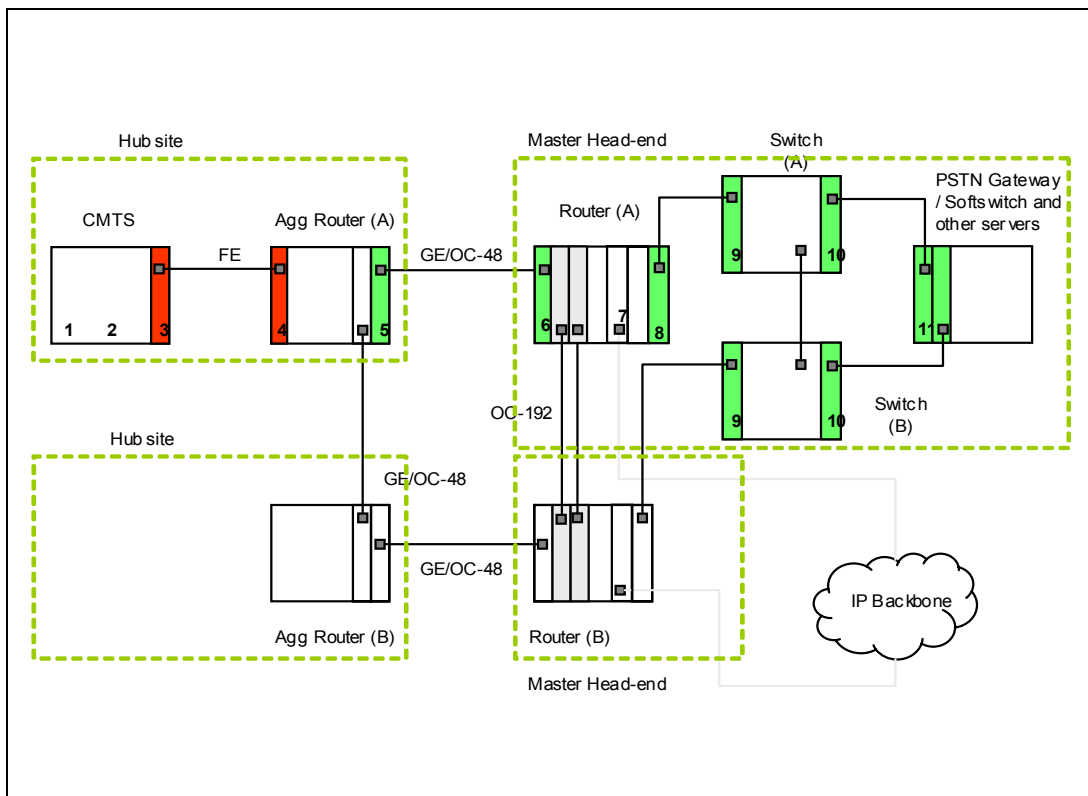 Hub site
Master Head-end
Switch
(A)
PSTN Gateway
/ Softswitch and
other servers
CMTS
Agg Router (A)
Router (A)
FE
GE/OC-48
9
10
1
2
3
4
5
6
7
8
11
OC-192
9
10
Switch
(B)
Hub site
GE/OC-48
GE/OC-48
IP Backbone
Agg Router (B)
Router (B)
Master Head-end